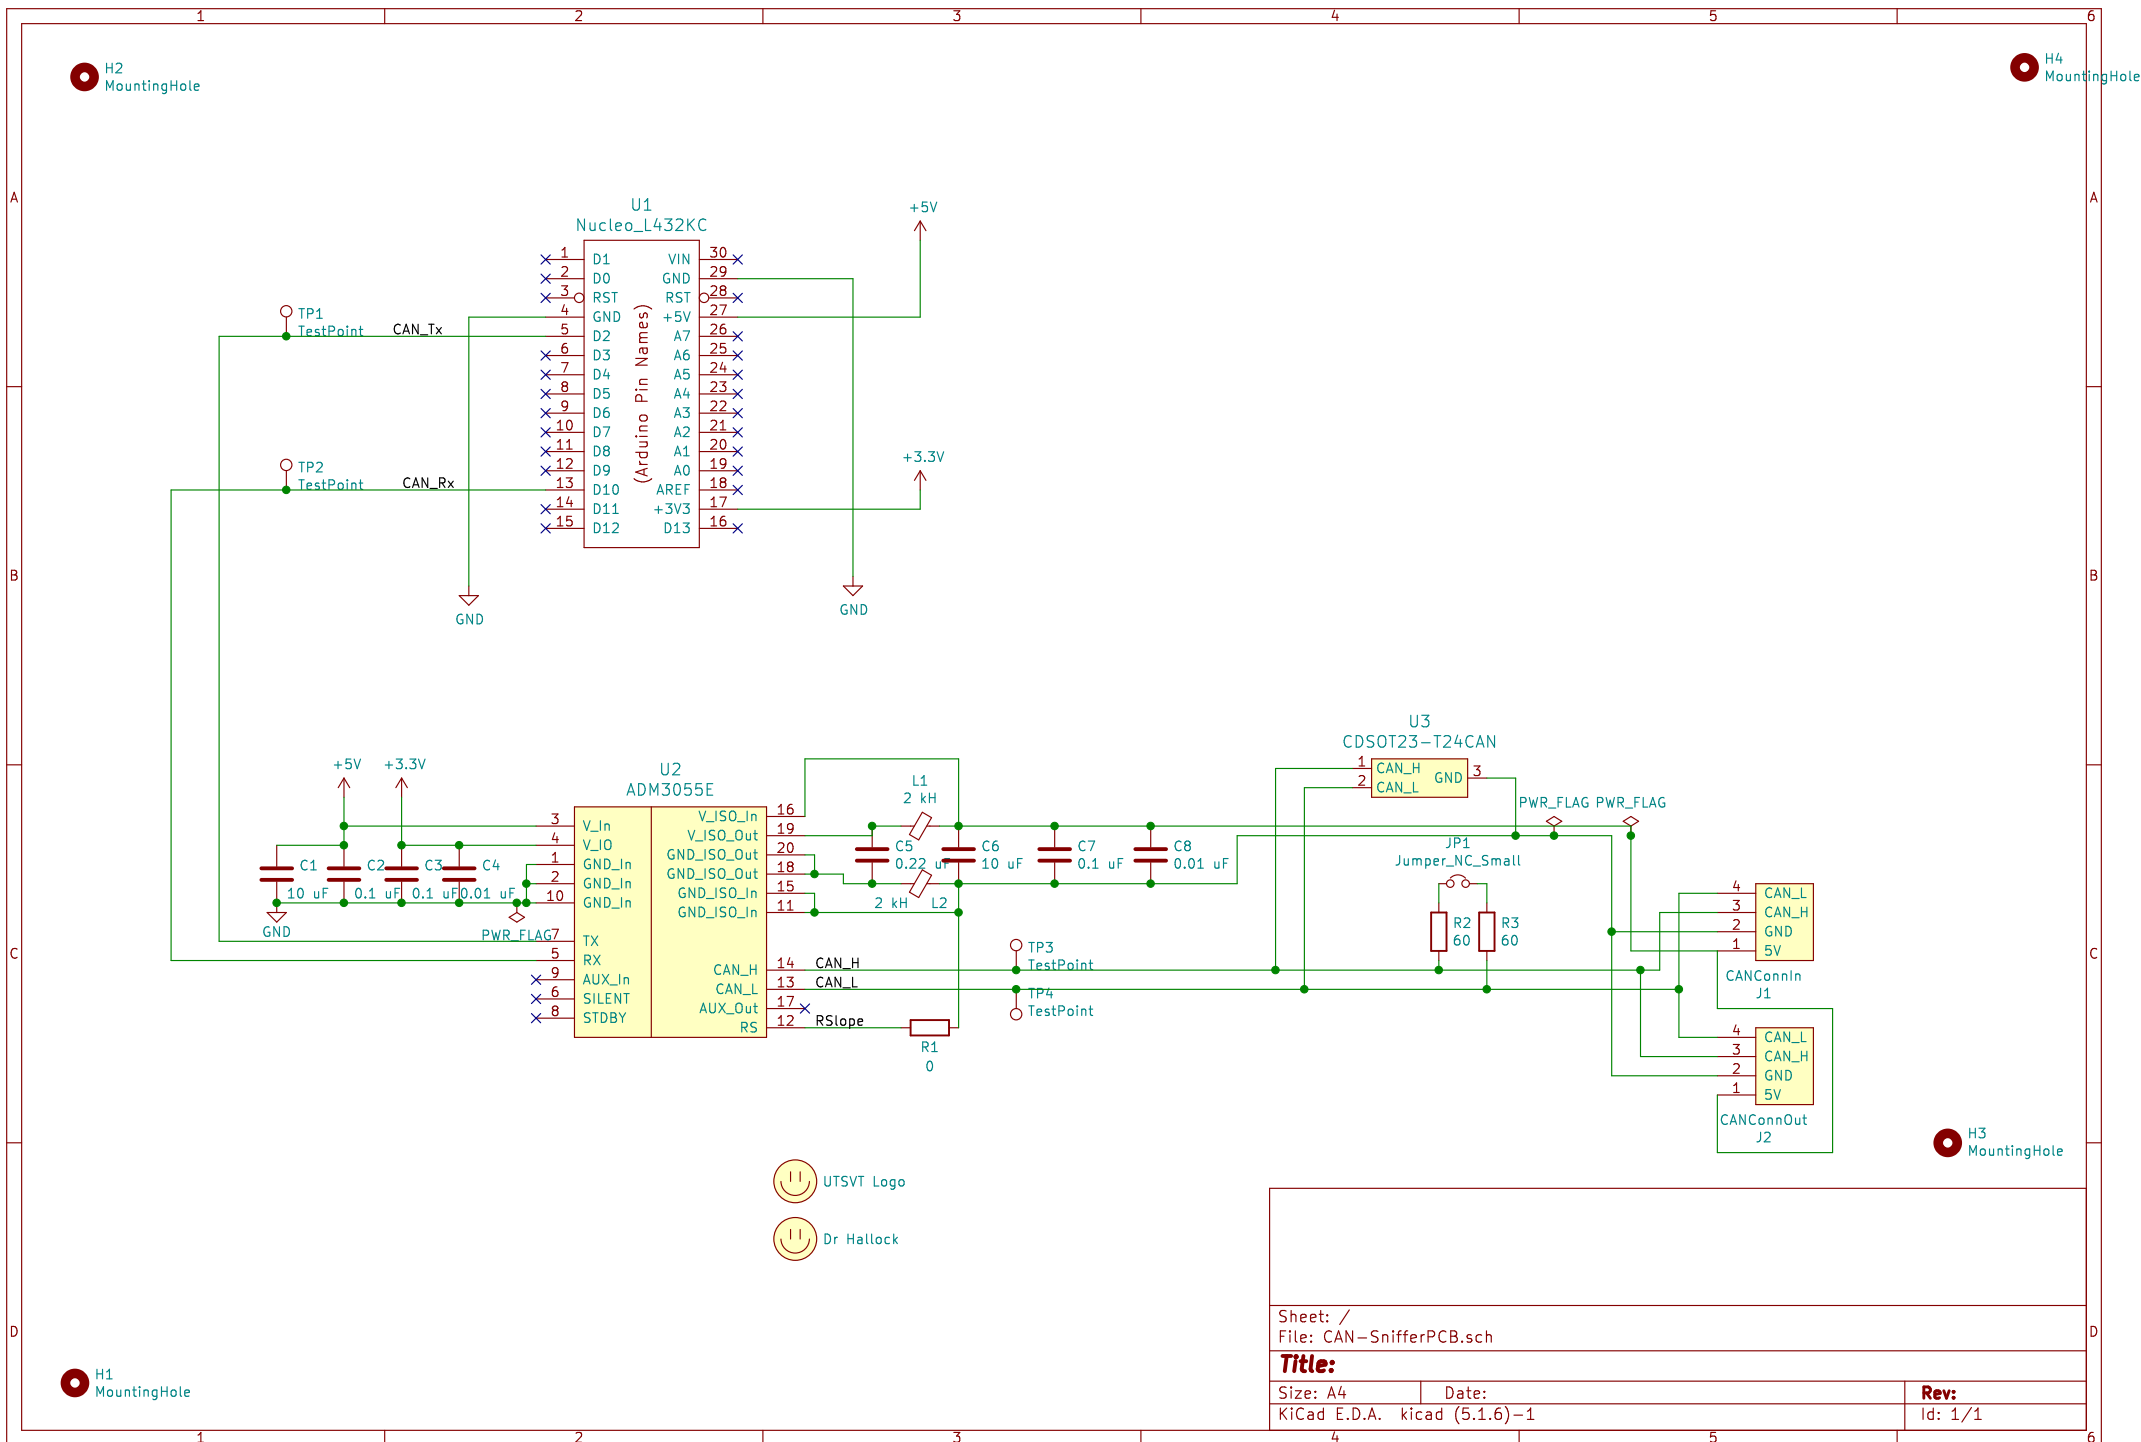 1 2 3 4 5 6
H2
MountingHole
H4
MountingHole
A A
U1
Nucleo_L432KC
+5V
1 D1 VIN 30
2 D0 GND 29
3 RST RST 28
4 GND +5V 27
5 D2 A7 26
6 D3 A6 25
7 D4 A5 24
8 D5 A4 23
9 D6 A3 22
10 D7 A2 21
11 D8 A1 20
12 D9 A0 19
13 D10 AREF 18
14 D11 +3V3 17
15 D12 D13 16
(Arduino Pin Names)
TP1
TestPoint
CAN_Tx
TP2
TestPoint
CAN_Rx
+3.3V
B B
GND
GND
+5V
+3.3V
U2
ADM3055E
3 V_In
4 V_IO
1 GND_In
2 GND_In
10 GND_In
7 TX
5 RX
9 AUX_In
6 SILENT
8 STDBY
V_ISO_In 16
V_ISO_Out 19
GND_ISO_Out 20
GND_ISO_Out 18
GND_ISO_In 15
GND_ISO_In 11
CAN_H 14
CAN_L 13
AUX_Out 17
RS 12
C1
10 uF
C2
0.1 uF
C3
0.1 uF
C4
0.01 uF
GND
PWR_FLAG
L1
2 kH
C5
0.22 uF
C6
10 uF
C7
0.1 uF
C8
0.01 uF
2 kH L2
CAN_H
CAN_L
RSlope
R1
0
TP3
TestPoint
TP4
TestPoint
U3
CDSOT23-T24CAN
1 CAN_H
2 CAN_L
GND 3
PWR_FLAG PWR_FLAG
JP1
Jumper_NC_Small
R2
60
R3
60
4 CAN_L
3 CAN_H
2 GND
1 5V
CANConnIn
J1
4 CAN_L
3 CAN_H
2 GND
1 5V
CANConnOut
J2
C C
H3
MountingHole
UTSVT Logo
Dr Hallock
H1
MountingHole
D D
Sheet: /
File: CAN-SnifferPCB.sch
Title:
Size: A4 Date: Rev:
KiCad E.D.A. kicad (5.1.6)-1 Id: 1/1
1 2 3 4 5 6